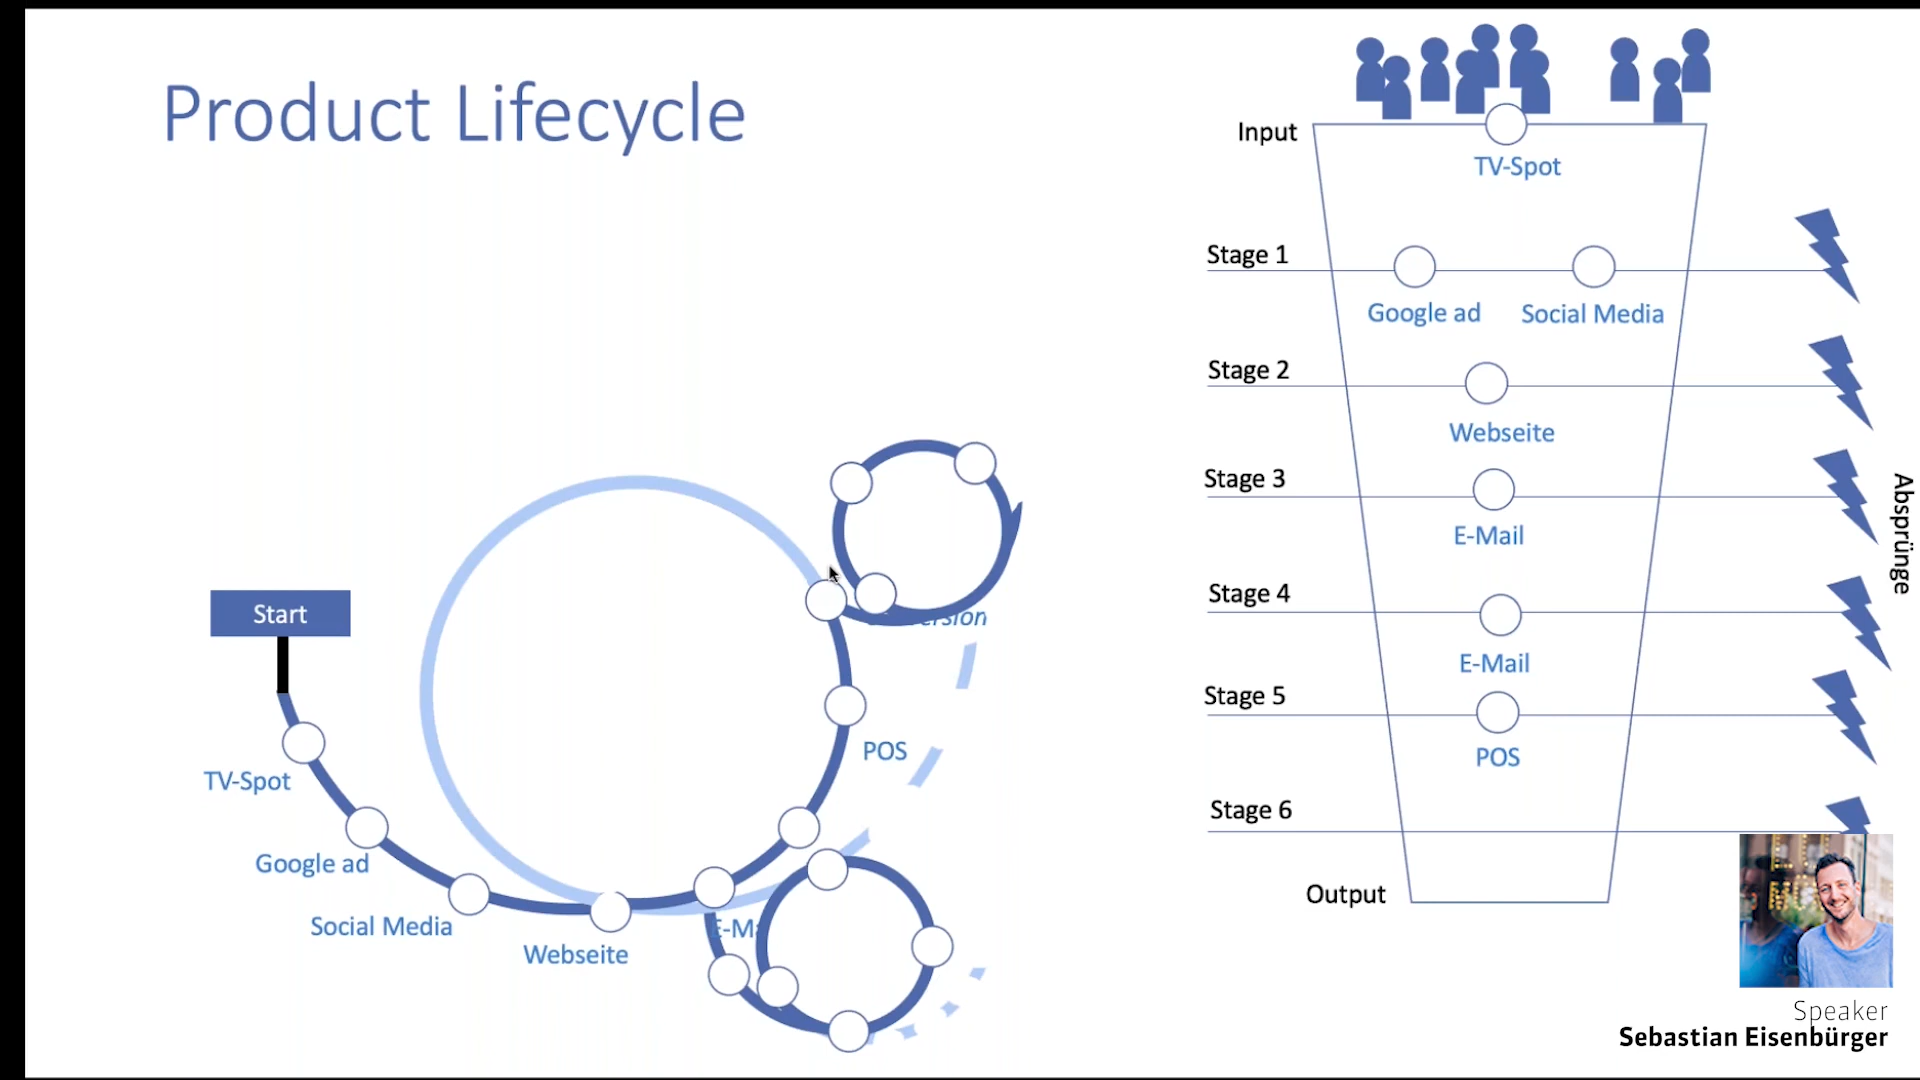 Product Lifecycle
Start
TV-Spot
Google ad
Social Media
Webseite
POS
Input
TV-Spot
Stage 1
Google ad
Social Media
Stage 2
Webseite
Stage 3
E-Mail
Stage 4
E-Mail
Stage 5
POS
Stage 6
Output
Absprünge
Speaker
Sebastian Eisenbürger